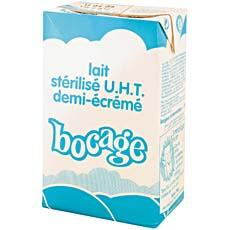 lait
stérilisé U.H.T.
demi-écrémé
bocage